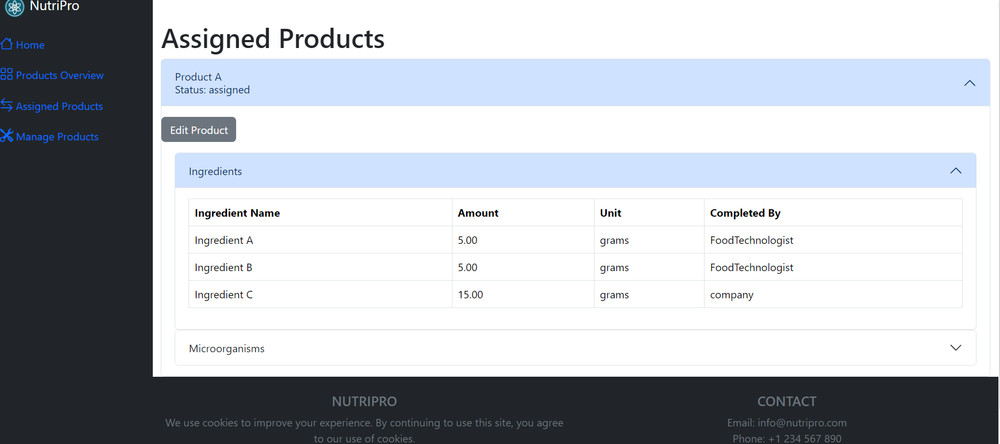 NutriPro
Home
Products Overview
Assigned Products
Manage Products
Assigned Products
Product A
Status: assigned
Edit Product
Ingredients
Ingredient Name Amount Unit Completed By
Ingredient A 5.00 grams FoodTechnologist
Ingredient B 5.00 grams FoodTechnologist
Ingredient C 15.00 grams company
Microorganisms
NUTRIPRO
We use cookies to improve your experience. By continuing to use this site, you agree
to our use of cookies.
CONTACT
Email: info@nutripro.com
Phone: +1 234 567 890